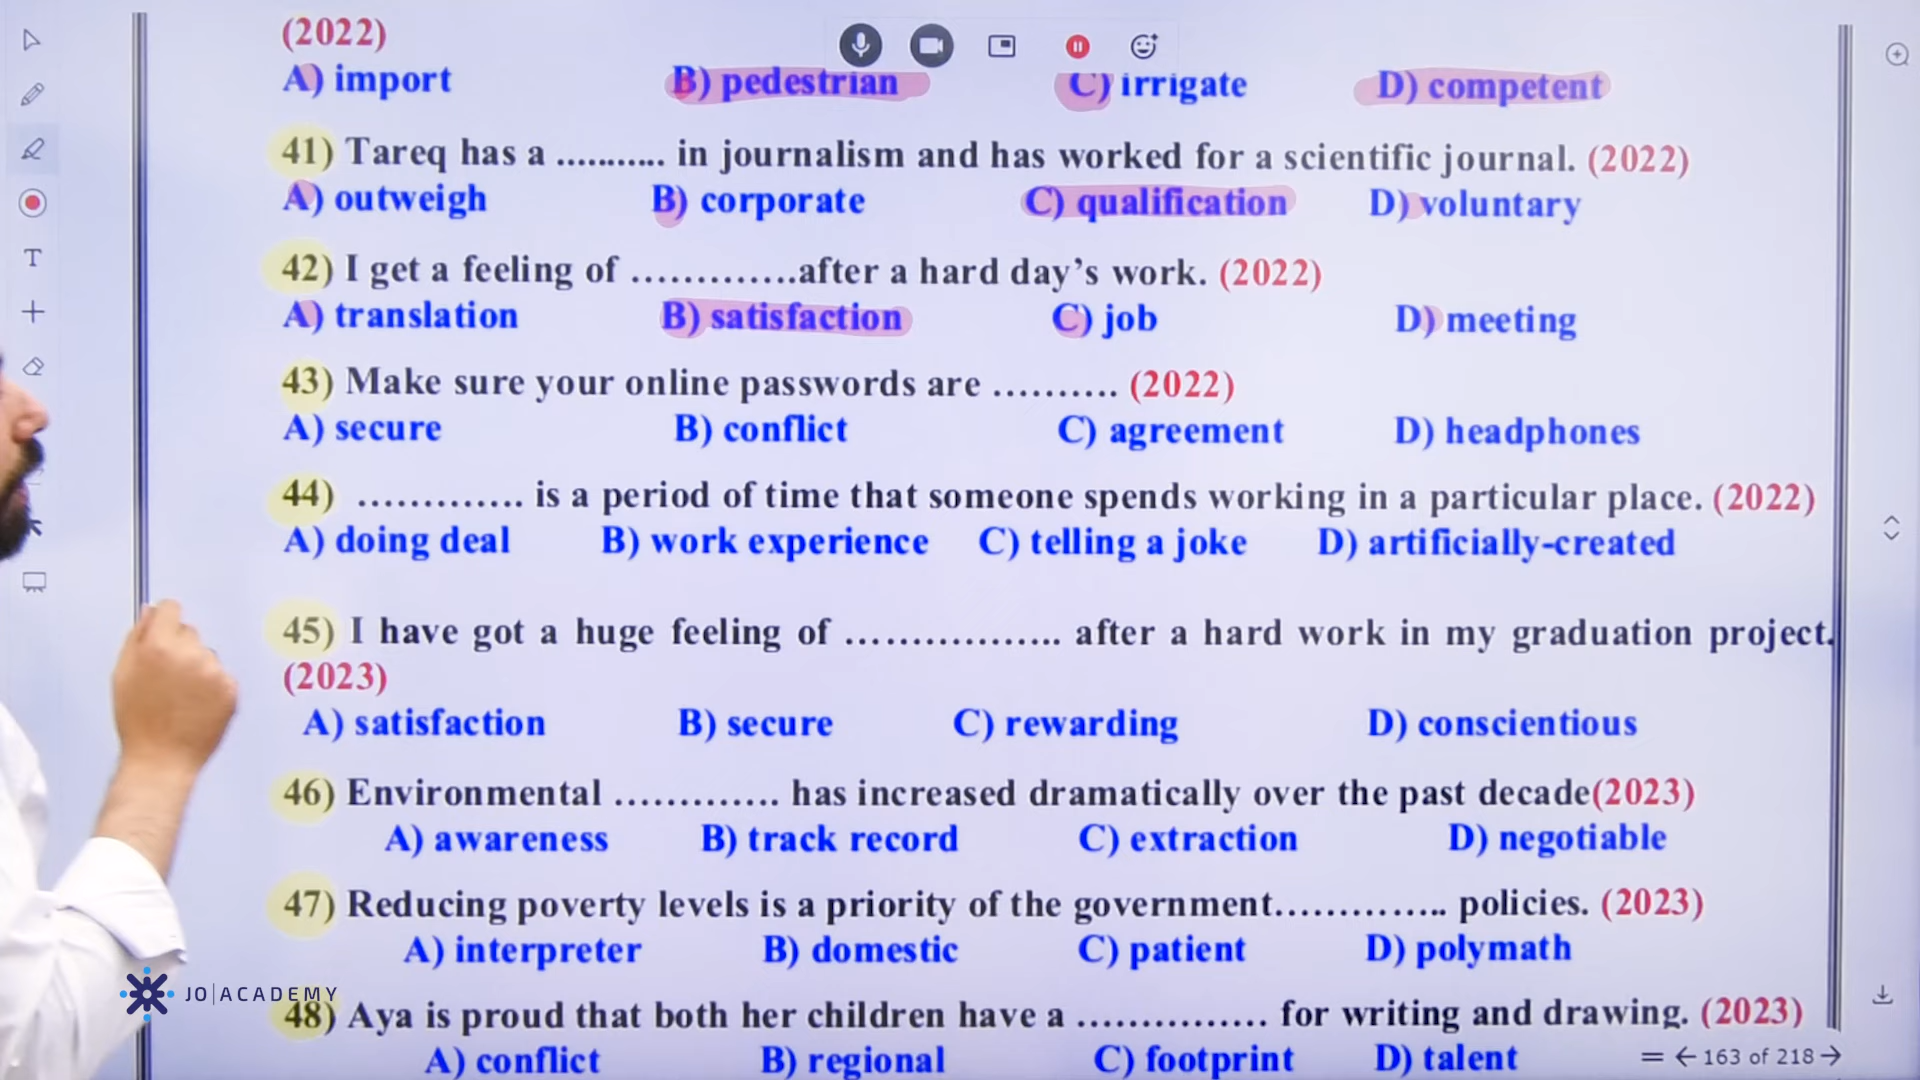 (2022)
A) import B) pedestrian C) irrigate D) competent
41) Tareq has a ........... in journalism and has worked for a scientific journal. (2022)
A) outweigh B) corporate C) qualification D) voluntary
42) I get a feeling of .............after a hard day's work. (2022)
A) translation B) satisfaction C) job D) meeting
43) Make sure your online passwords are .......... (2022)
A) secure B) conflict C) agreement D) headphones
44) ............. is a period of time that someone spends working in a particular place. (2022)
A) doing deal B) work experience C) telling a joke D) artificially-created
45) I have got a huge feeling of ................. after a hard work in my graduation project.
(2023)
A) satisfaction B) secure C) rewarding D) conscientious
46) Environmental ............. has increased dramatically over the past decade(2023)
A) awareness B) track record C) extraction D) negotiable
47) Reducing poverty levels is a priority of the government.............. policies. (2023)
A) interpreter B) domestic C) patient D) polymath
JO|ACADEMY
48) Aya is proud that both her children have a ............... for writing and drawing. (2023)
A) conflict B) regional C) footprint D) talent
163 of 218